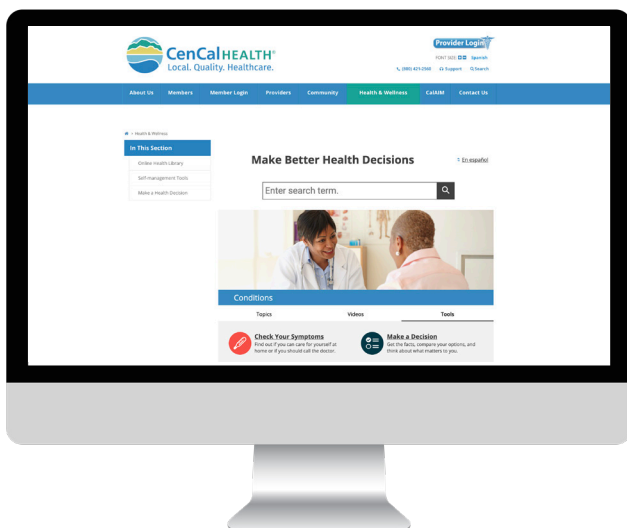 CenCalHEALTH®
Local. Quality. Healthcare.
Provider Login
FONT SIZE Spanish
(805) 421-2560 Support Search
About Us Members Member Login Providers Community Health & Wellness CalAIM Contact Us
> Health & Wellness
In This Section
Online Health Library
Self-management Tools
Make a Health Decision
Make Better Health Decisions
En español
Enter search term.
Conditions
Topics Videos Tools
Check Your Symptoms
Find out if you can care for yourself at
home or if you should call the doctor.
Make a Decision
Get the facts, compare your options, and
think about what matters to you.